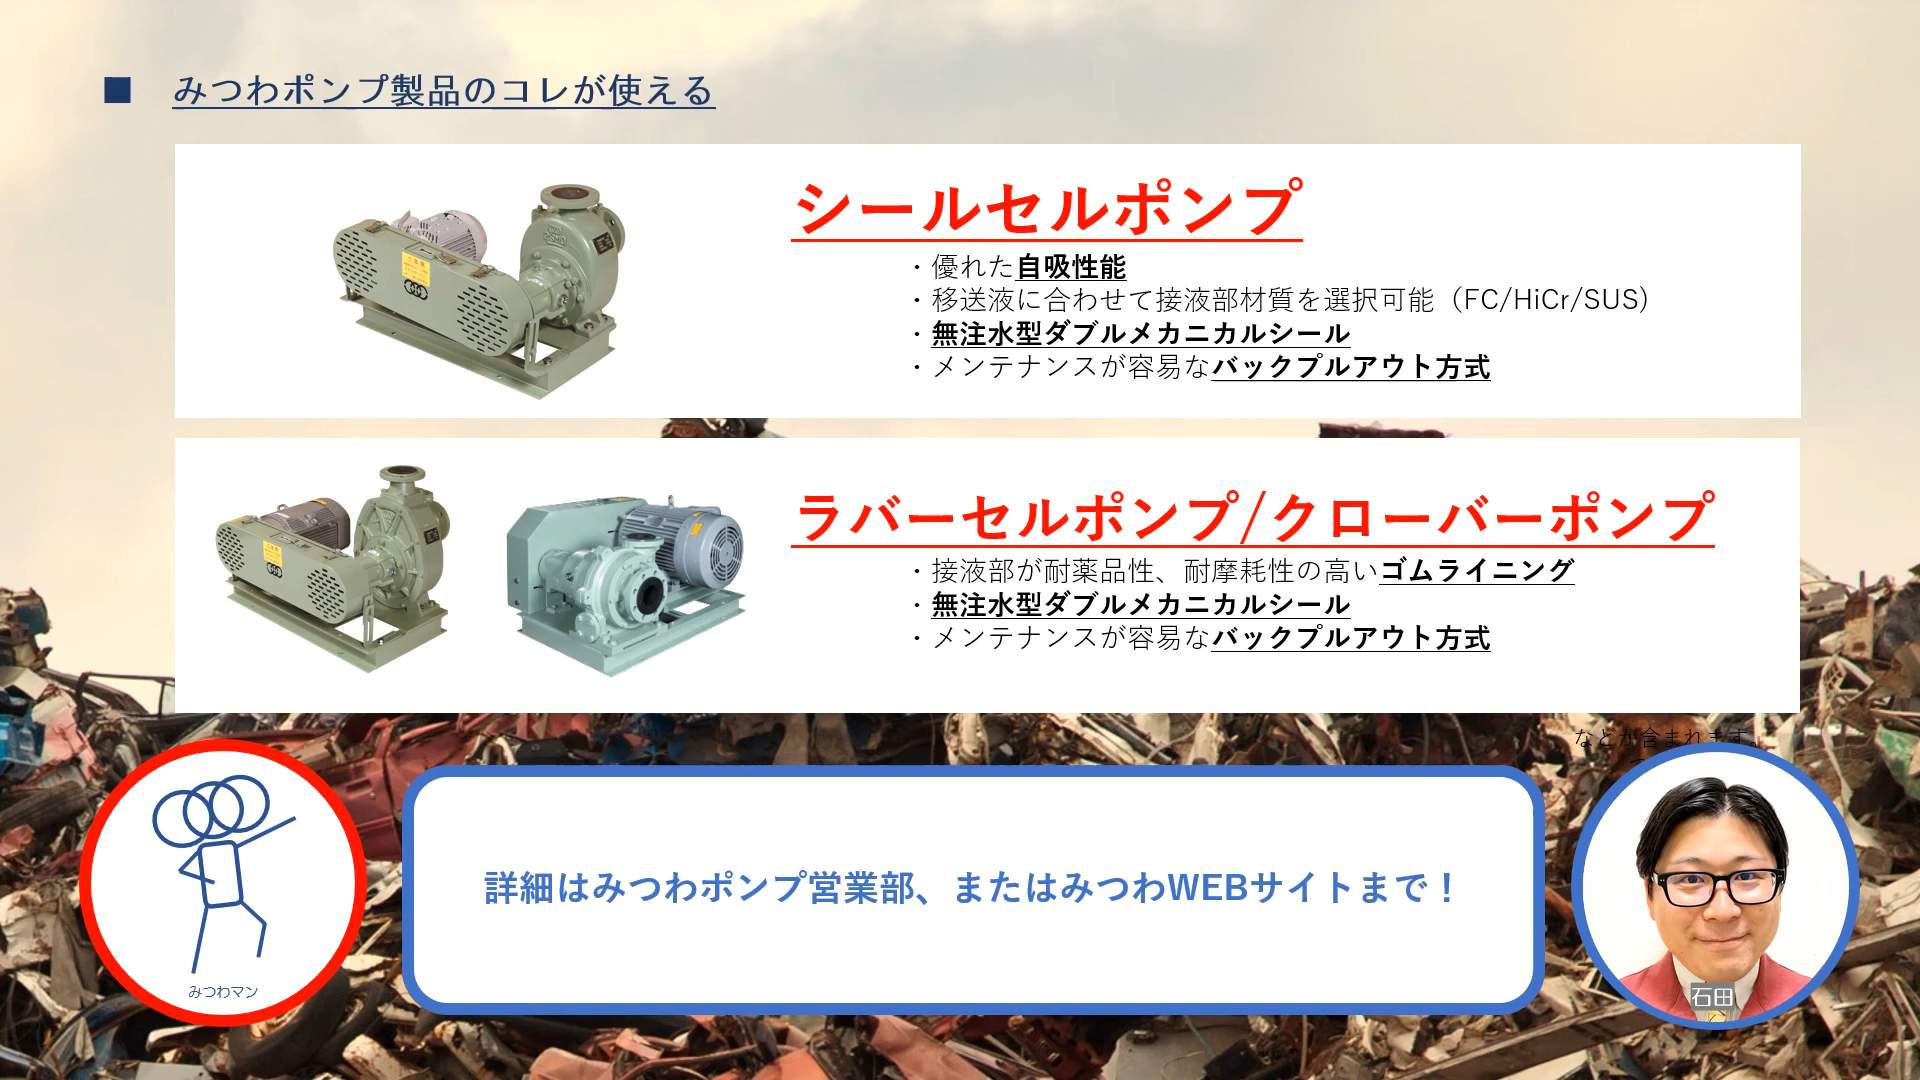 ■ みつわポンプ製品のコレが使える
シールセルポンプ
・優れた自吸性能
・移送液に合わせて接液部材質を選択可能（FC/HiCr/SUS）
・無注水型ダブルメカニカルシール
・メンテナンスが容易なバックプルアウト方式
ラバーセルポンプ/クローバーポンプ
・接液部が耐薬品性、耐摩耗性の高いゴムライニング
・無注水型ダブルメカニカルシール
・メンテナンスが容易なバックプルアウト方式
などが含まれます。
詳細はみつわポンプ営業部、またはみつわWEBサイトまで！
みつわマン
石田